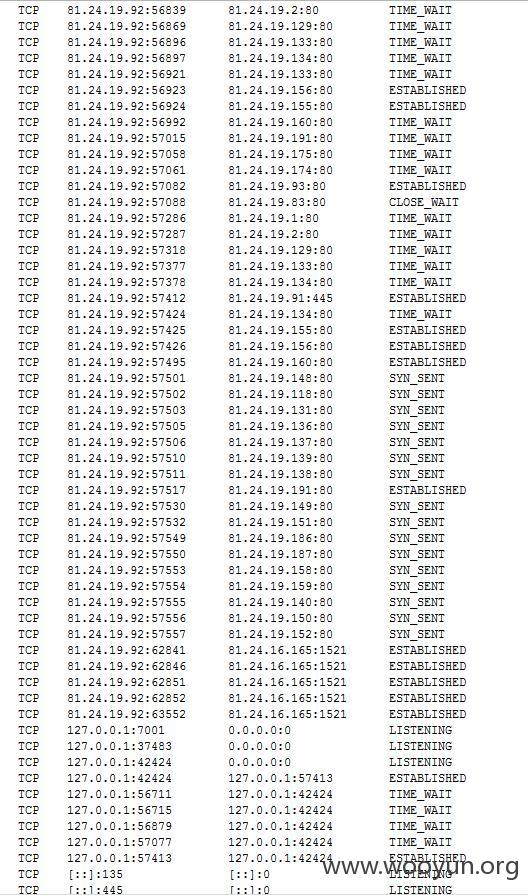 TCP 81.24.19.92:56839 81.24.19.2:80 TIME_WAIT
TCP 81.24.19.92:56869 81.24.19.129:80 TIME_WAIT
TCP 81.24.19.92:56896 81.24.19.133:80 TIME_WAIT
TCP 81.24.19.92:56897 81.24.19.134:80 TIME_WAIT
TCP 81.24.19.92:56921 81.24.19.133:80 TIME_WAIT
TCP 81.24.19.92:56923 81.24.19.156:80 ESTABLISHED
TCP 81.24.19.92:56924 81.24.19.155:80 ESTABLISHED
TCP 81.24.19.92:56992 81.24.19.160:80 TIME_WAIT
TCP 81.24.19.92:57015 81.24.19.191:80 TIME_WAIT
TCP 81.24.19.92:57058 81.24.19.175:80 TIME_WAIT
TCP 81.24.19.92:57061 81.24.19.174:80 TIME_WAIT
TCP 81.24.19.92:57082 81.24.19.93:80 ESTABLISHED
TCP 81.24.19.92:57088 81.24.19.83:80 CLOSE_WAIT
TCP 81.24.19.92:57286 81.24.19.1:80 TIME_WAIT
TCP 81.24.19.92:57287 81.24.19.2:80 TIME_WAIT
TCP 81.24.19.92:57318 81.24.19.129:80 TIME_WAIT
TCP 81.24.19.92:57377 81.24.19.133:80 TIME_WAIT
TCP 81.24.19.92:57378 81.24.19.134:80 TIME_WAIT
TCP 81.24.19.92:57412 81.24.19.91:445 ESTABLISHED
TCP 81.24.19.92:57424 81.24.19.134:80 TIME_WAIT
TCP 81.24.19.92:57425 81.24.19.155:80 ESTABLISHED
TCP 81.24.19.92:57426 81.24.19.156:80 ESTABLISHED
TCP 81.24.19.92:57495 81.24.19.160:80 ESTABLISHED
TCP 81.24.19.92:57501 81.24.19.148:80 SYN_SENT
TCP 81.24.19.92:57502 81.24.19.118:80 SYN_SENT
TCP 81.24.19.92:57503 81.24.19.131:80 SYN_SENT
TCP 81.24.19.92:57505 81.24.19.136:80 SYN_SENT
TCP 81.24.19.92:57506 81.24.19.137:80 SYN_SENT
TCP 81.24.19.92:57510 81.24.19.139:80 SYN_SENT
TCP 81.24.19.92:57511 81.24.19.138:80 SYN_SENT
TCP 81.24.19.92:57517 81.24.19.191:80 ESTABLISHED
TCP 81.24.19.92:57530 81.24.19.149:80 SYN_SENT
TCP 81.24.19.92:57532 81.24.19.151:80 SYN_SENT
TCP 81.24.19.92:57549 81.24.19.186:80 SYN_SENT
TCP 81.24.19.92:57550 81.24.19.187:80 SYN_SENT
TCP 81.24.19.92:57553 81.24.19.158:80 SYN_SENT
TCP 81.24.19.92:57554 81.24.19.159:80 SYN_SENT
TCP 81.24.19.92:57555 81.24.19.140:80 SYN_SENT
TCP 81.24.19.92:57556 81.24.19.150:80 SYN_SENT
TCP 81.24.19.92:57557 81.24.19.152:80 SYN_SENT
TCP 81.24.19.92:62841 81.24.16.165:1521 ESTABLISHED
TCP 81.24.19.92:62846 81.24.16.165:1521 ESTABLISHED
TCP 81.24.19.92:62851 81.24.16.165:1521 ESTABLISHED
TCP 81.24.19.92:62852 81.24.16.165:1521 ESTABLISHED
TCP 81.24.19.92:63552 81.24.16.165:1521 ESTABLISHED
TCP 127.0.0.1:7001 0.0.0.0:0 LISTENING
TCP 127.0.0.1:37483 0.0.0.0:0 LISTENING
TCP 127.0.0.1:42424 0.0.0.0:0 LISTENING
TCP 127.0.0.1:42424 127.0.0.1:57413 ESTABLISHED
TCP 127.0.0.1:56711 127.0.0.1:42424 TIME_WAIT
TCP 127.0.0.1:56715 127.0.0.1:42424 TIME_WAIT
TCP 127.0.0.1:56879 127.0.0.1:42424 TIME_WAIT
TCP 127.0.0.1:57077 127.0.0.1:42424 TIME_WAIT
TCP 127.0.0.1:57413 127.0.0.1:42424 ESTABLISHED
TCP [::]:135 [::]:0 LISTENING
TCP [::]:445 [::]:0 LISTENING
www.wooyun.org